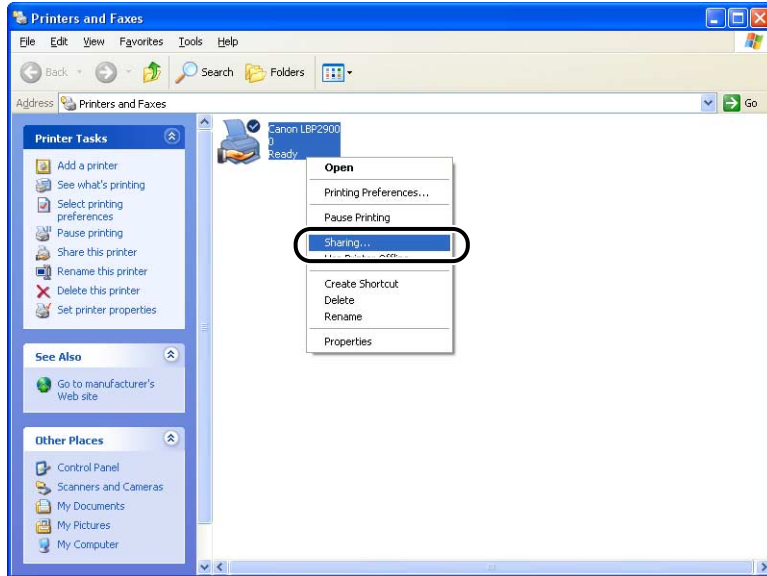 Printers and Faxes
File Edit View Favorites Tools Help
Back Search Folders
Address Printers and Faxes Go
Printer Tasks
Add a printer
See what's printing
Select printing
preferences
Pause printing
Share this printer
Rename this printer
Delete this printer
Set printer properties
See Also
Go to manufacturer's
Web site
Other Places
Control Panel
Scanners and Cameras
My Documents
My Pictures
My Computer
Canon LBP2900
0
Ready
Open
Printing Preferences...
Pause Printing
Sharing...
Use Printer Offline
Create Shortcut
Delete
Rename
Properties